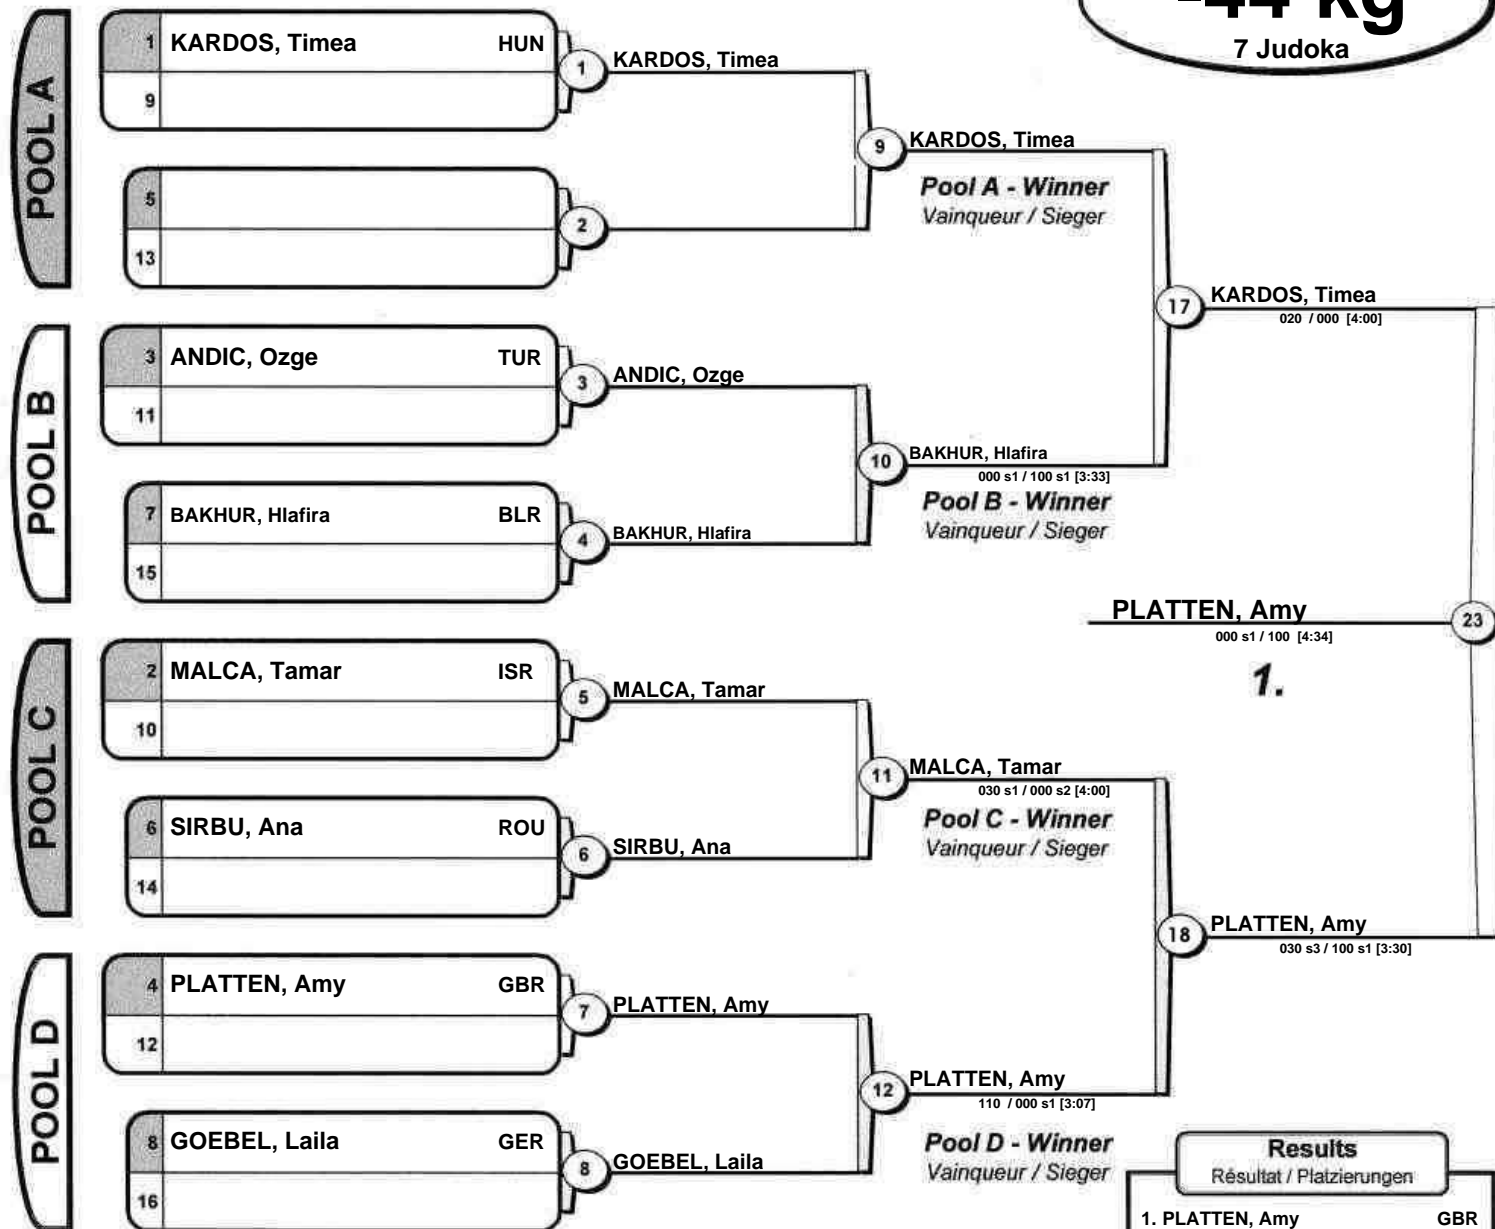 -44 kg
7 Judoka
POOL A
1 KARDOS, Timea HUN
9
1
KARDOS, Timea
5
13
2
9
KARDOS, Timea
Pool A - Winner
Vainqueur / Sieger
POOL B
3 ANDIC, Ozge TUR
11
3
ANDIC, Ozge
7 BAKHUR, Hlafira BLR
15
4
BAKHUR, Hlafira
10
BAKHUR, Hlafira
000 s1 / 100 s1 [3:33]
Pool B - Winner
Vainqueur / Sieger
17
KARDOS, Timea
020 / 000 [4:00]
POOL C
2 MALCA, Tamar ISR
10
5
MALCA, Tamar
6 SIRBU, Ana ROU
14
6
SIRBU, Ana
11
MALCA, Tamar
030 s1 / 000 s2 [4:00]
Pool C - Winner
Vainqueur / Sieger
POOL D
4 PLATTEN, Amy GBR
12
7
PLATTEN, Amy
8 GOEBEL, Laila GER
16
8
GOEBEL, Laila
12
PLATTEN, Amy
110 / 000 s1 [3:07]
Pool D - Winner
Vainqueur / Sieger
18
PLATTEN, Amy
030 s3 / 100 s1 [3:30]
PLATTEN, Amy
23
000 s1 / 100 [4:34]
1.
Results
Résultat / Platzierungen
1. PLATTEN, Amy GBR